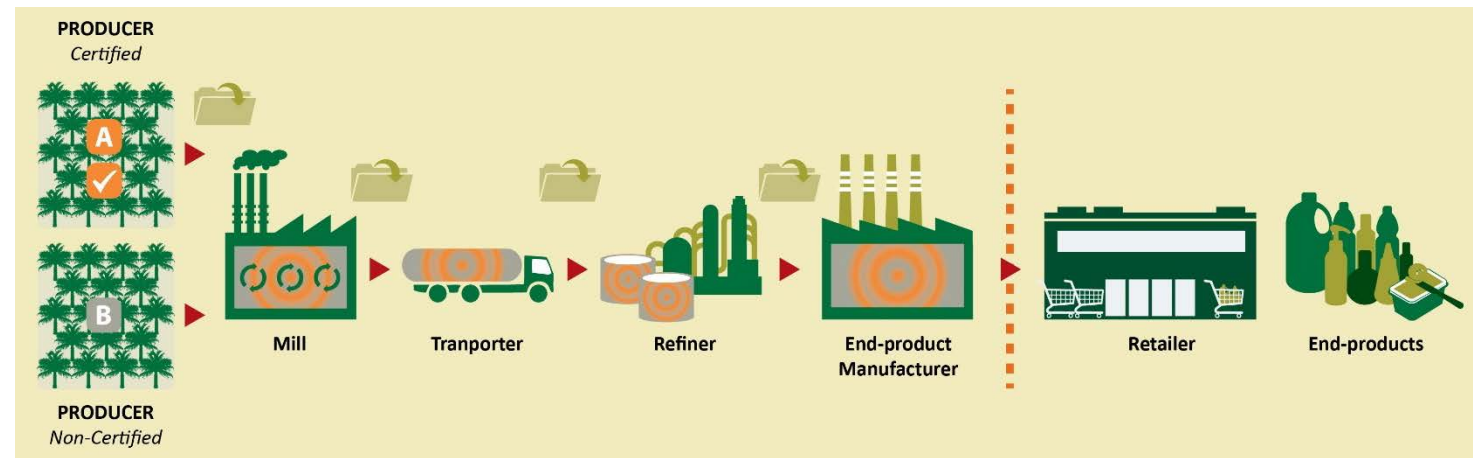 PRODUCER
Certified
A
B
PRODUCER
Non-Certified
Mill
Tranporter
Refiner
End-product
Manufacturer
Retailer
End-products